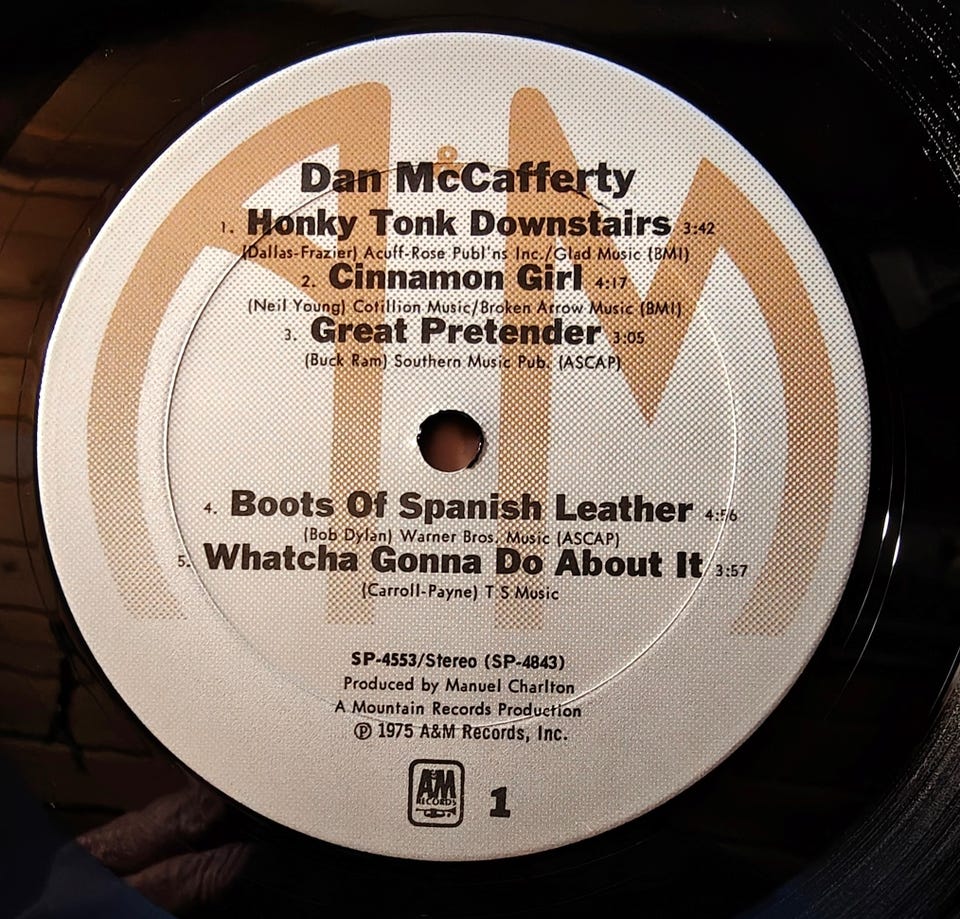 A & M
Dan McCafferty
1. Honky Tonk Downstairs 3:42
(Dallas-Frazier) Acuff-Rose Publ'ns Inc./Glad Music (BMI)
2. Cinnamon Girl 4:17
(Neil Young) Cotillion Music/Broken Arrow Music (BMI)
3. Great Pretender 3:05
(Buck Ram) Southern Music Pub. (ASCAP)
4. Boots Of Spanish Leather 4:56
(Bob Dylan) Warner Bros. Music (ASCAP)
5. Whatcha Gonna Do About It 3:57
(Carroll-Payne) T S Music
SP-4553/Stereo (SP-4843)
Produced by Manuel Charlton
A Mountain Records Production
℗ 1975 A&M Records, Inc.
A&M
RECORDS
1